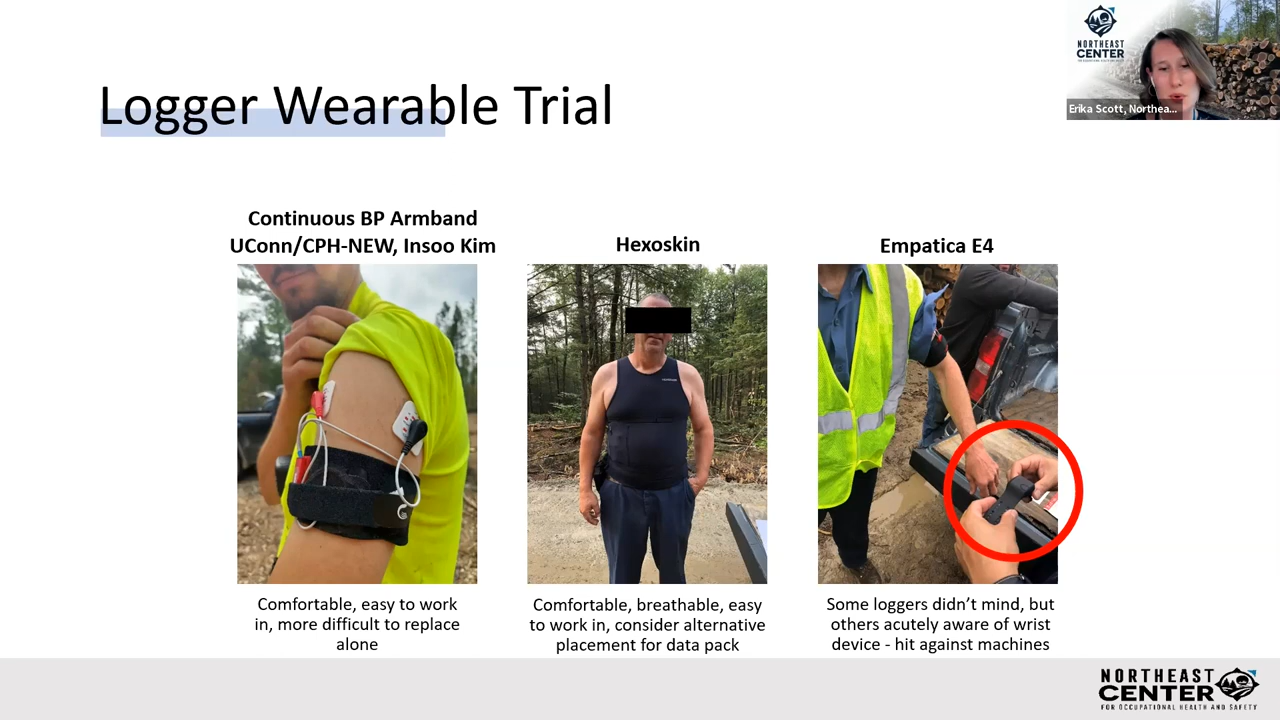 NORTHEAST
CENTER
Erika Scott, Northea...
Logger Wearable Trial
Continuous BP Armband
UConn/CPH-NEW, Insoo Kim
Hexoskin
Empatica E4
Comfortable, easy to work
in, more difficult to replace
alone
Comfortable, breathable, easy
to work in, consider alternative
placement for data pack
Some loggers didn’t mind, but
others acutely aware of wrist
device - hit against machines
NORTHEAST
CENTER
FOR OCCUPATIONAL HEALTH AND SAFETY